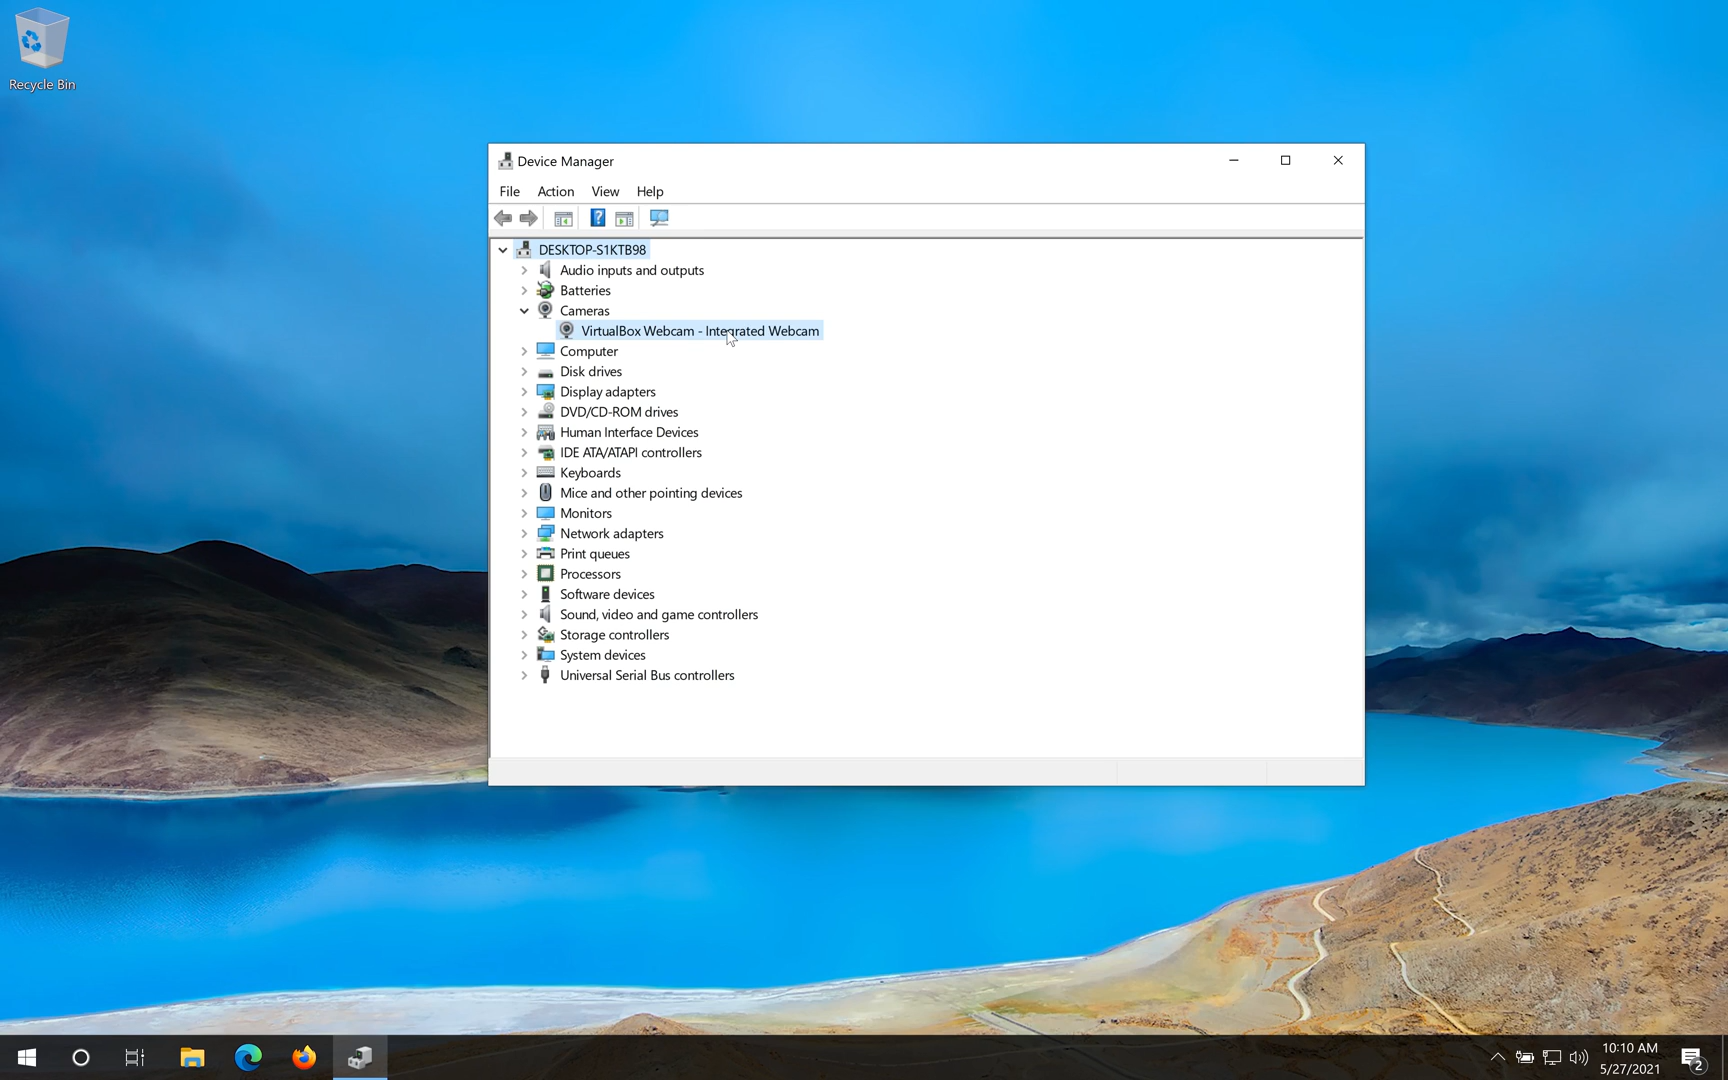 Recycle Bin
Device Manager
File Action View Help
?
DESKTOP-S1KTB98
Audio inputs and outputs
Batteries
Cameras
VirtualBox Webcam - Integrated Webcam
Computer
Disk drives
Display adapters
DVD/CD-ROM drives
Human Interface Devices
IDE ATA/ATAPI controllers
Keyboards
Mice and other pointing devices
Monitors
Network adapters
Print queues
Processors
Software devices
Sound, video and game controllers
Storage controllers
System devices
Universal Serial Bus controllers
10:10 AM
5/27/2021
2